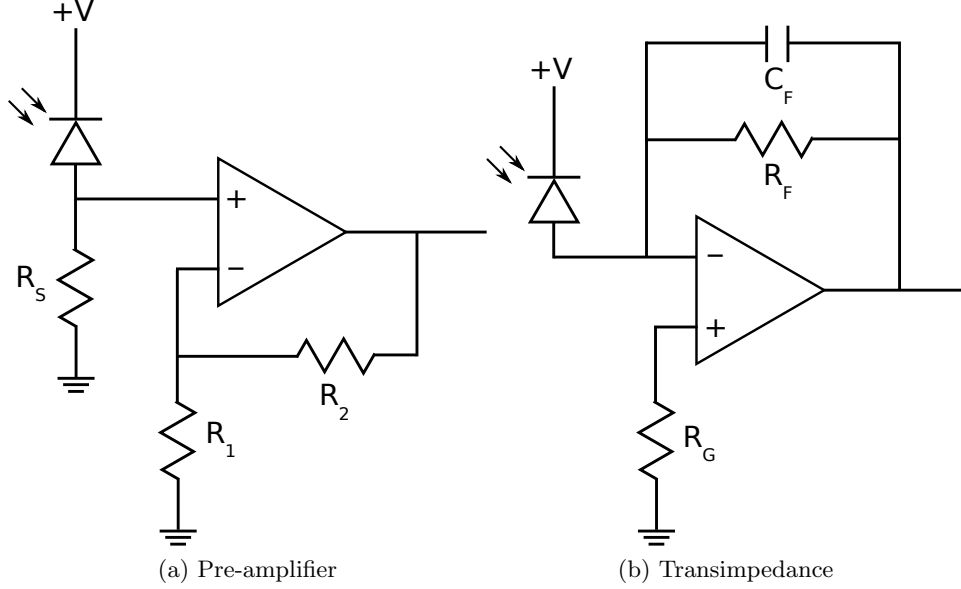 +V
+
−
R_S
R_2
R_1
(a) Pre-amplifier
C_F
+V
R_F
−
+
R_G
(b) Transimpedance